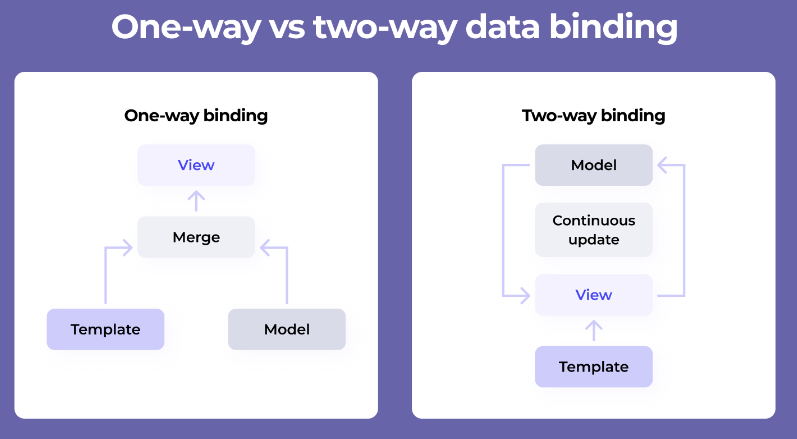 One-way vs two-way data binding
One-way binding
View
Merge
Template
Model
Two-way binding
Model
Continuous
update
View
Template